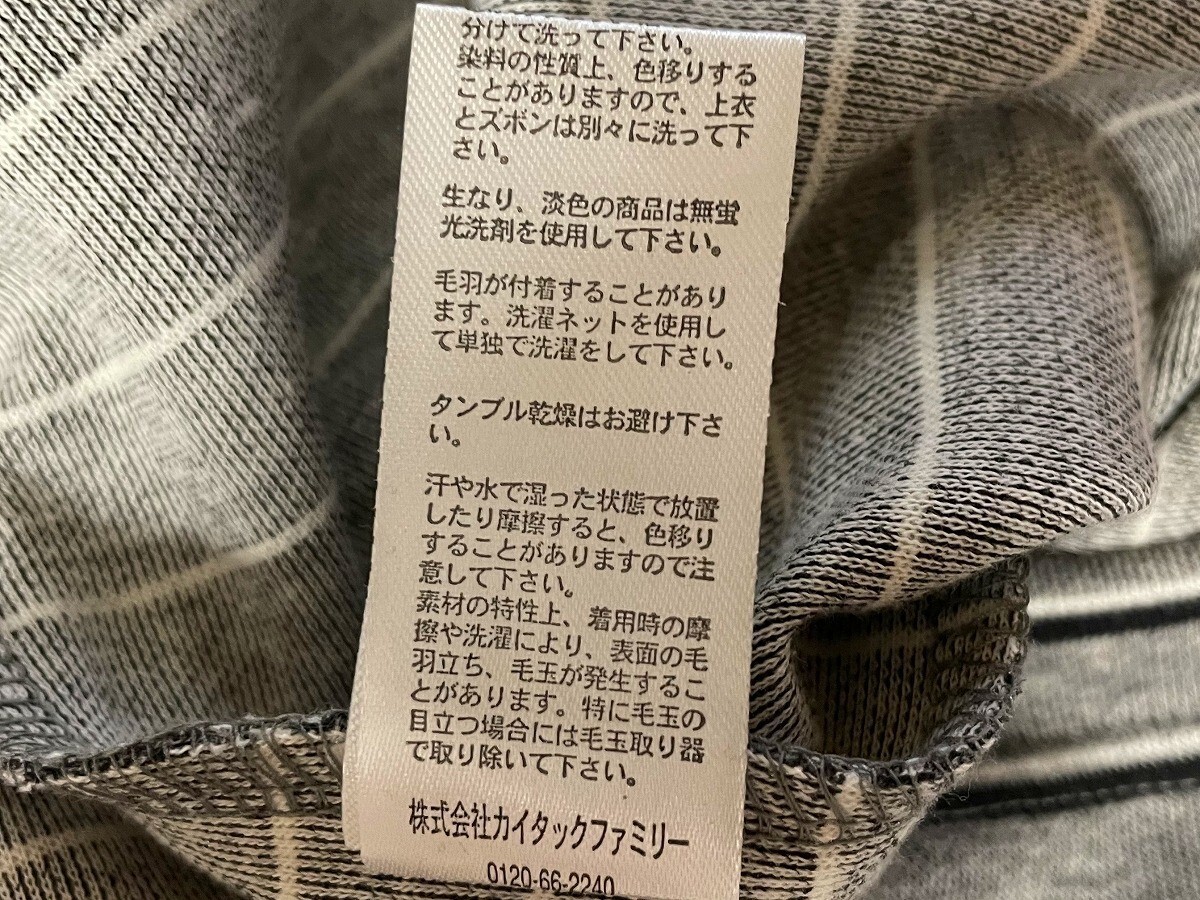 分けて洗って下さい。
染料の性質上、色移りする
ことがありますので、上衣
とズボンは別々に洗って下
さい。
生なり、淡色の商品は無蛍
光洗剤を使用して下さい。
毛羽が付着することがあり
ます。洗濯ネットを使用し
て単独で洗濯をして下さい。
タンブル乾燥はお避け下さ
い。
汗や水で湿った状態で放置
したり摩擦すると、色移り
することがありますので注
意して下さい。
素材の特性上、着用時の摩
擦や洗濯により、表面の毛
羽立ち、毛玉が発生するこ
とがあります。特に毛玉の
目立つ場合には毛玉取り器
で取り除いて下さい。
株式会社カイタックファミリー
0120-66-2240